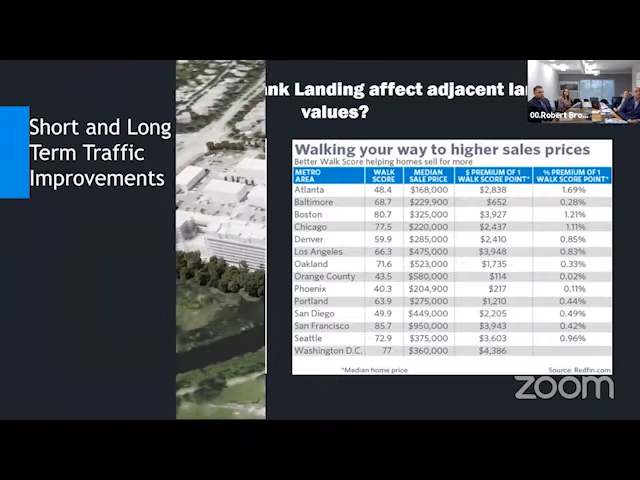 Short and Long
Term Traffic
Improvements
Landing affect adjacent
values?
00.Robert Bro...
Walking your way to higher sales prices
Better Walk Score helping homes sell for more
METRO AREA WALK SCORE MEDIAN SALE PRICE $ PREMIUM OF 1 WALK SCORE POINT* % PREMIUM OF 1 WALK SCORE POINT*
Atlanta 48.4 $168,000 $2,838 1.69%
Baltimore 68.7 $229,900 $652 0.28%
Boston 80.7 $325,000 $3,927 1.21%
Chicago 77.5 $220,000 $2,437 1.11%
Denver 59.9 $285,000 $2,410 0.85%
Los Angeles 66.3 $475,000 $3,948 0.83%
Oakland 71.6 $523,000 $1,735 0.33%
Orange County 43.5 $580,000 $114 0.02%
Phoenix 40.3 $204,900 $217 0.11%
Portland 63.9 $275,000 $1,210 0.44%
San Diego 49.9 $449,000 $2,205 0.49%
San Francisco 85.7 $950,000 $3,943 0.42%
Seattle 72.9 $375,000 $3,603 0.96%
Washington D.C. 77 $360,000 $4,386
*Median home price Source: Redfin.com
zoom